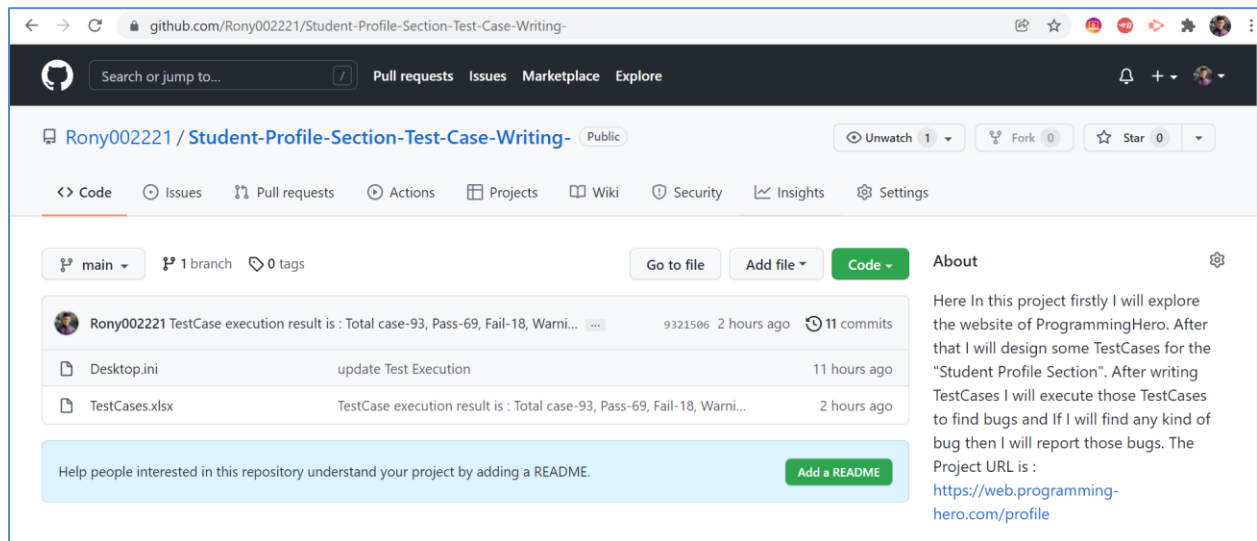 github.com/Rony002221/Student-Profile-Section-Test-Case-Writing-
Search or jump to... / Pull requests Issues Marketplace Explore
Rony002221 / Student-Profile-Section-Test-Case-Writing- Public
Unwatch 1 Fork 0 Star 0
<> Code Issues Pull requests Actions Projects Wiki Security Insights Settings
main 1 branch 0 tags
Go to file Add file Code
Rony002221 TestCase execution result is : Total case-93, Pass-69, Fail-18, Warni... ... 9321506 2 hours ago 11 commits
Desktop.ini update Test Execution 11 hours ago
TestCases.xlsx TestCase execution result is : Total case-93, Pass-69, Fail-18, Warni... 2 hours ago
Help people interested in this repository understand your project by adding a README. Add a README
About
Here In this project firstly I will explore
the website of ProgrammingHero. After
that I will design some TestCases for the
"Student Profile Section". After writing
TestCases I will execute those TestCases
to find bugs and If I will find any kind of
bug then I will report those bugs. The
Project URL is :
https://web.programming-
hero.com/profile